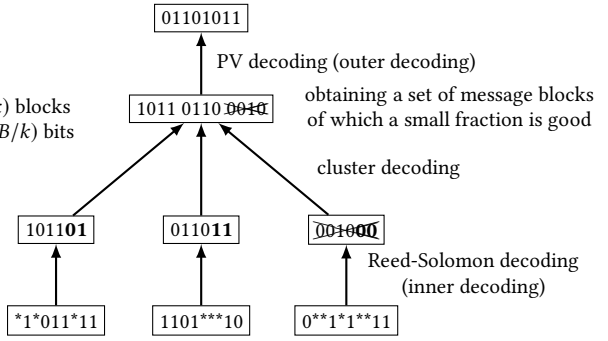 01101011
PV decoding (outer decoding)
) blocks
B/k) bits
1011 0110 0010
obtaining a set of message blocks
of which a small fraction is good
cluster decoding
101101
011011
001000
Reed-Solomon decoding
(inner decoding)
*1*011*11
1101***10
0**1*1**11